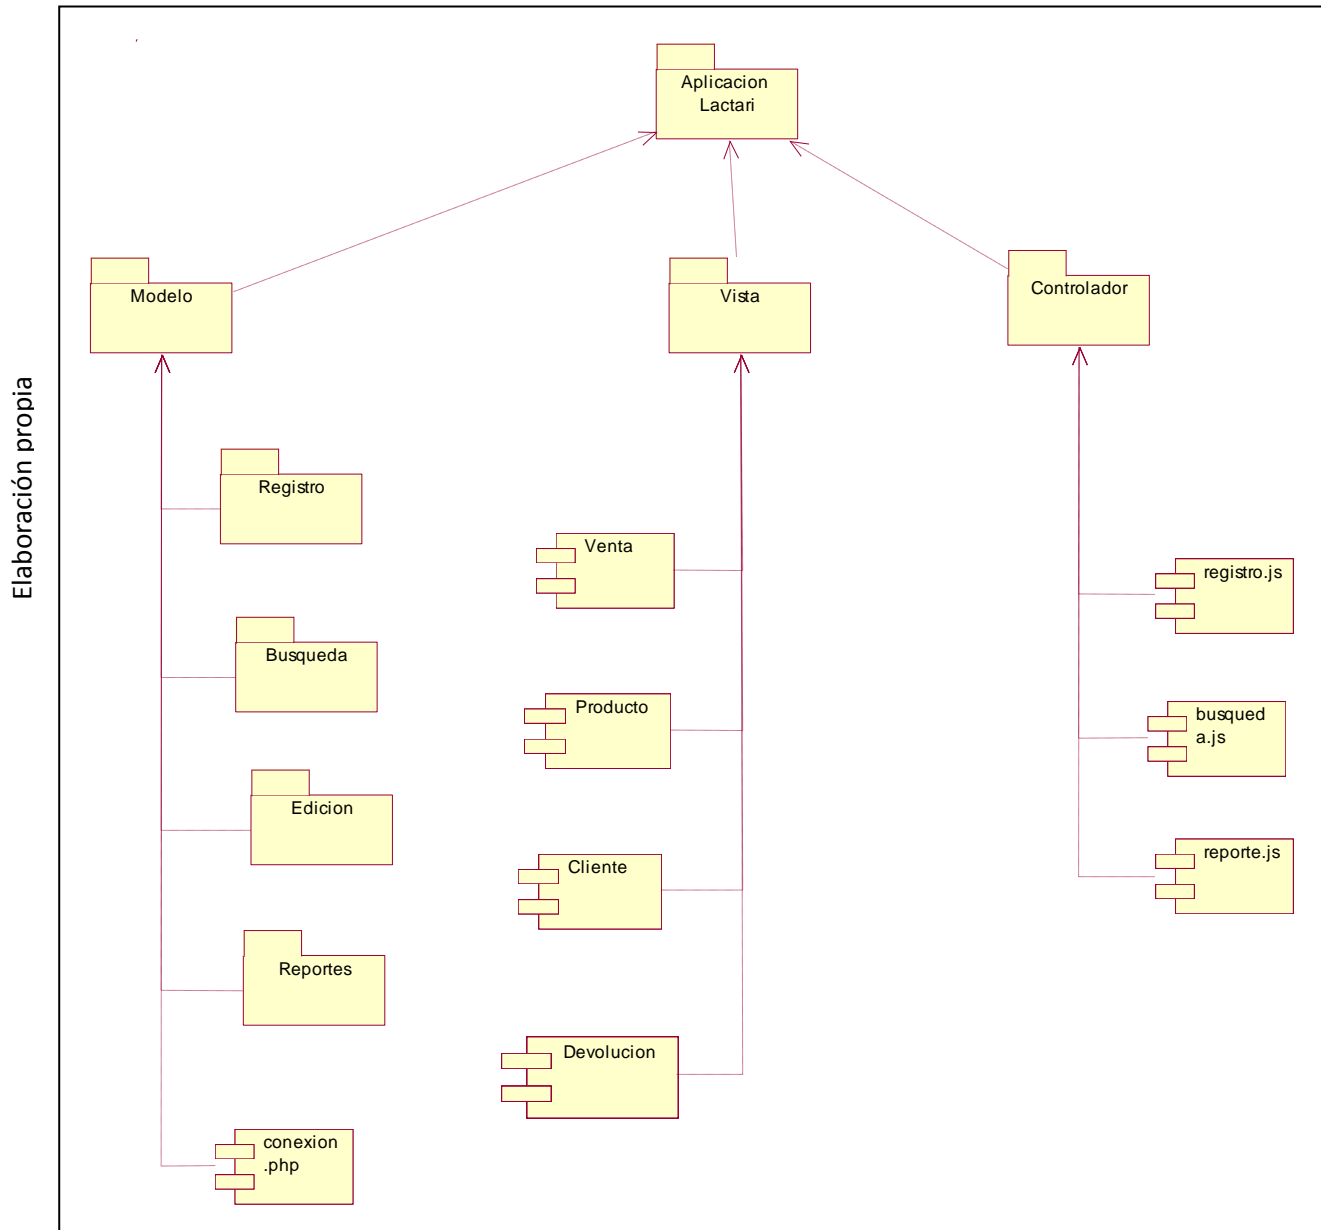 Aplicacion
Lactari
Modelo
Vista
Controlador
Elaboración propia
Registro
Venta
registro.js
Busqueda
Producto
busqued
a.js
Edicion
Cliente
reporte.js
Reportes
Devolucion
conexion
.php